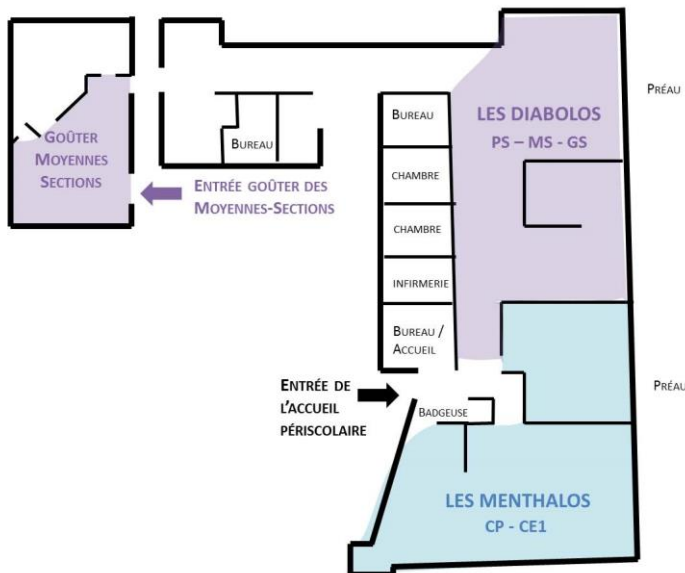 PRÉAU
BUREAU
LES DIABOLOS
PS – MS - GS
BUREAU
GOÛTER
MOYENNES
SECTIONS
CHAMBRE
ENTRÉE GOÛTER DES
MOYENNES-SECTIONS
CHAMBRE
INFIRMERIE
BUREAU /
ACCUEIL
ENTRÉE DE
L’ACCUEIL
PÉRISCOLAIRE
PRÉAU
BADGEUSE
LES MENTHALOS
CP - CE1